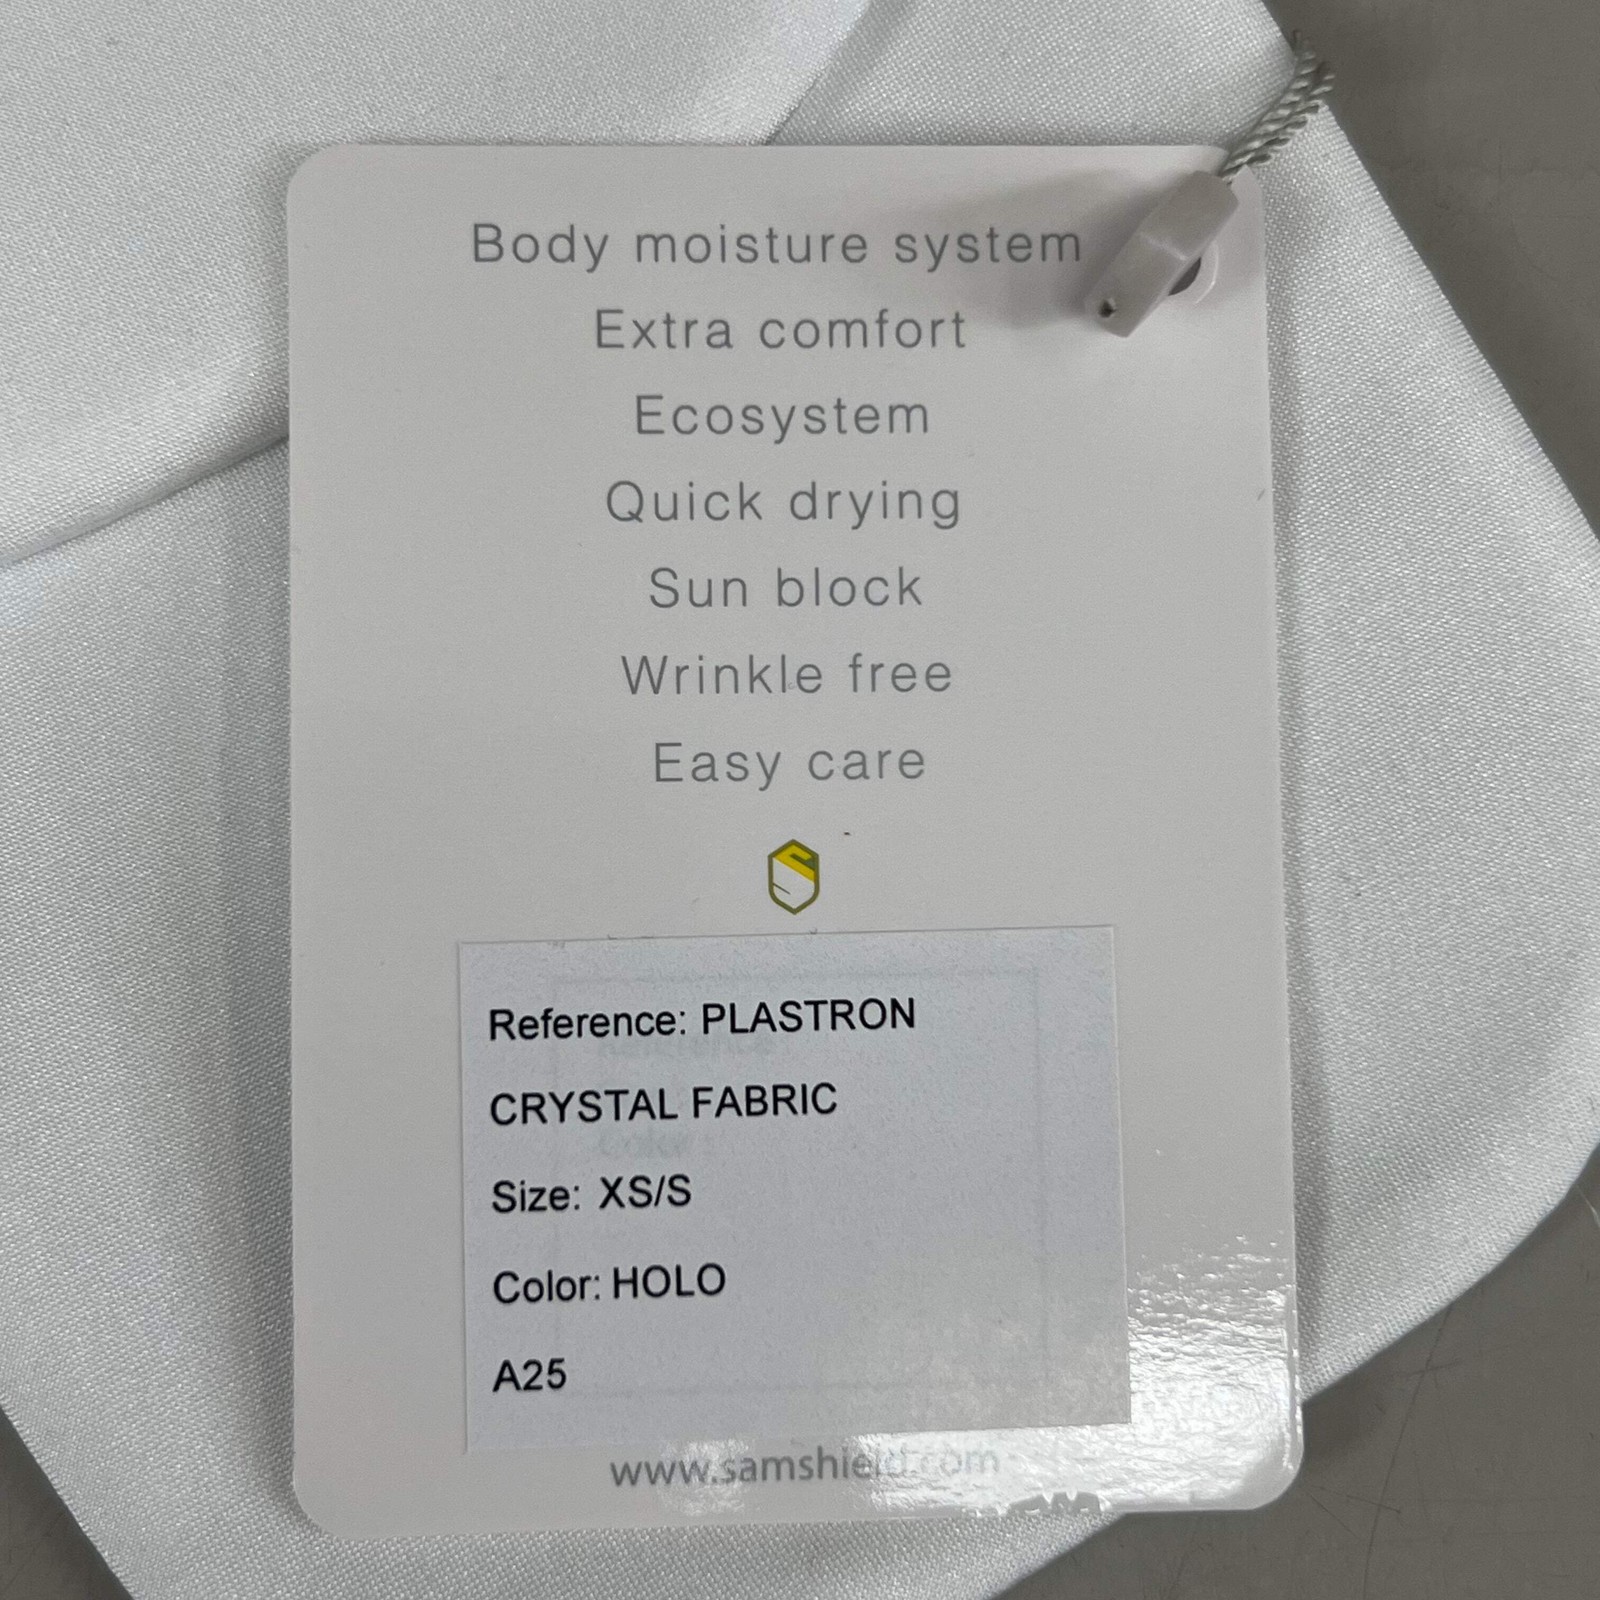 Body moisture system
Extra comfort
Ecosystem
Quick drying
Sun block
Wrinkle free
Easy care
Reference: PLASTRON
CRYSTAL FABRIC
Size: XS/S
Color: HOLO
A25
www.samshield.com